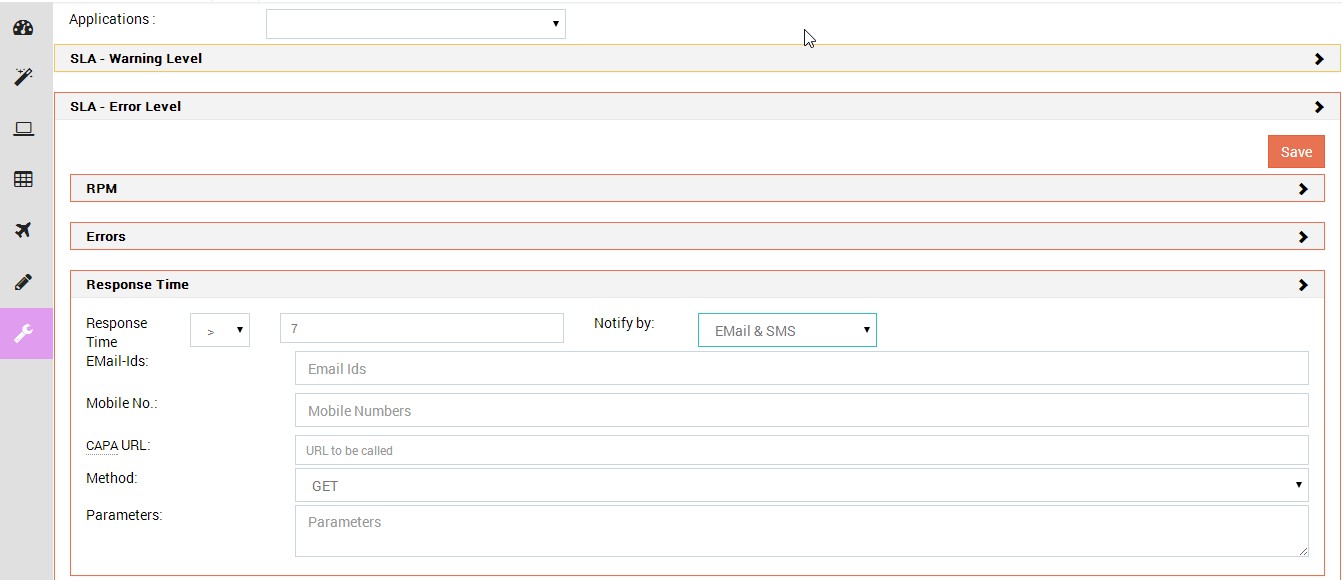 Applications :
SLA - Warning Level
SLA - Error Level
Save
RPM
Errors
Response Time
Response Time > 7 Notify by: EMail & SMS
EMail-Ids: Email Ids
Mobile No.: Mobile Numbers
CAPA URL: URL to be called
Method: GET
Parameters: Parameters